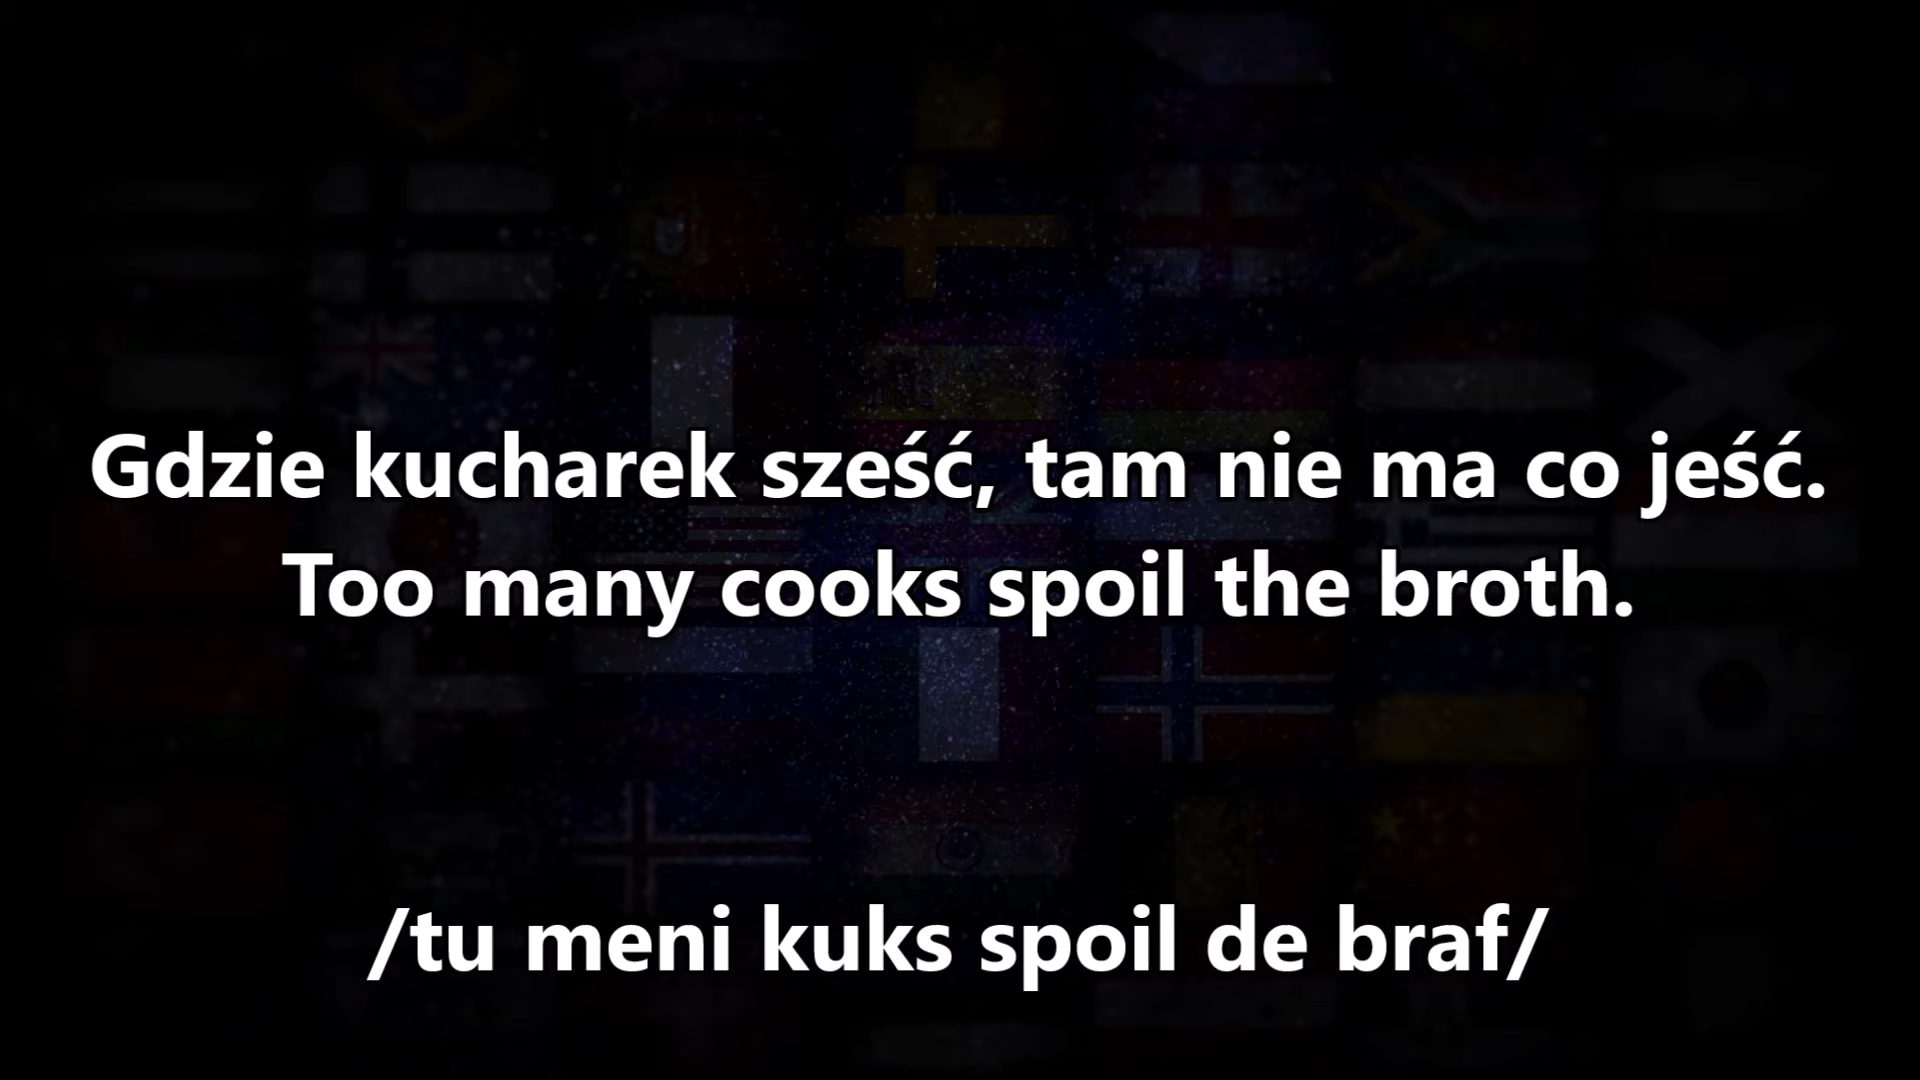 Gdzie kucharek sześć, tam nie ma co jeść.
Too many cooks spoil the broth.
/tu meni kuks spoil de braf/